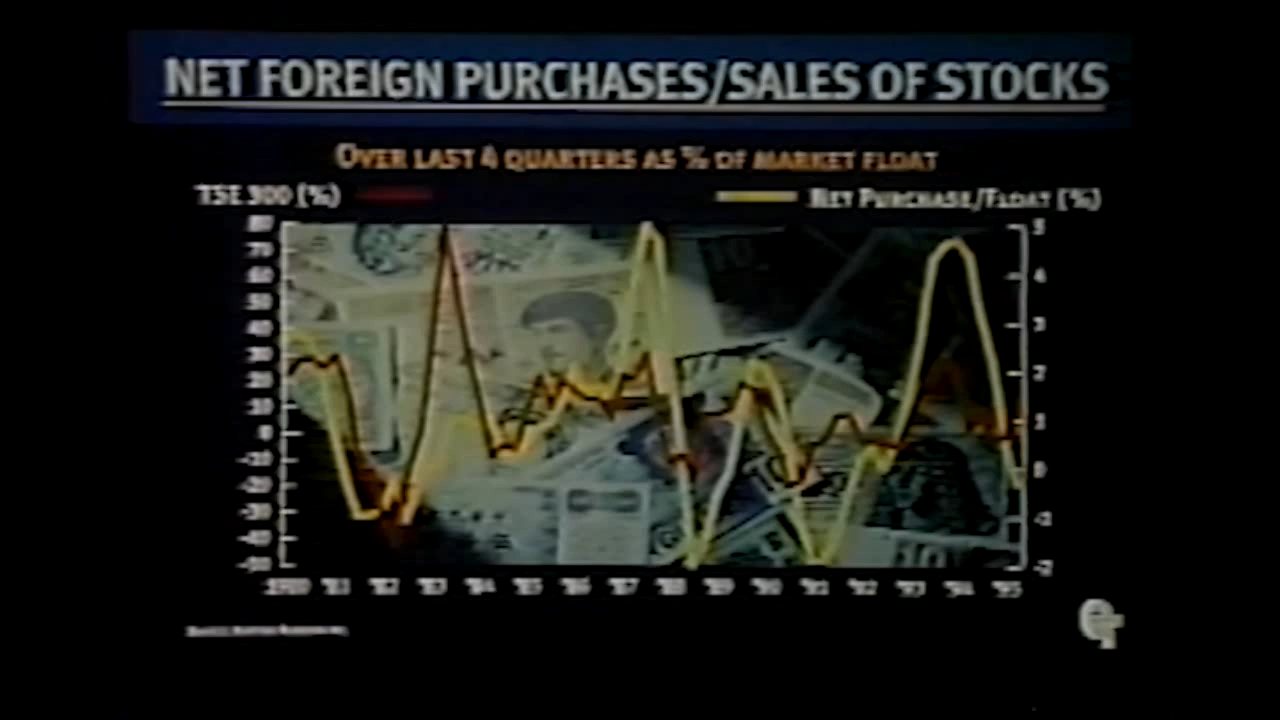 NET FOREIGN PURCHASES/SALES OF STOCKS
OVER LAST 4 QUARTERS AS % OF MARKET FLOAT
TSE 300 (%)
NET PURCHASE/FLOAT (%)
80 5
70
60 4
50
40 3
30
20 2
10 1
0
-10 0
-20
-30 -1
-40
-50 -2
1980 '81 '82 '83 '84 '85 '86 '87 '88 '89 '90 '91 '92 '93 '94 '95